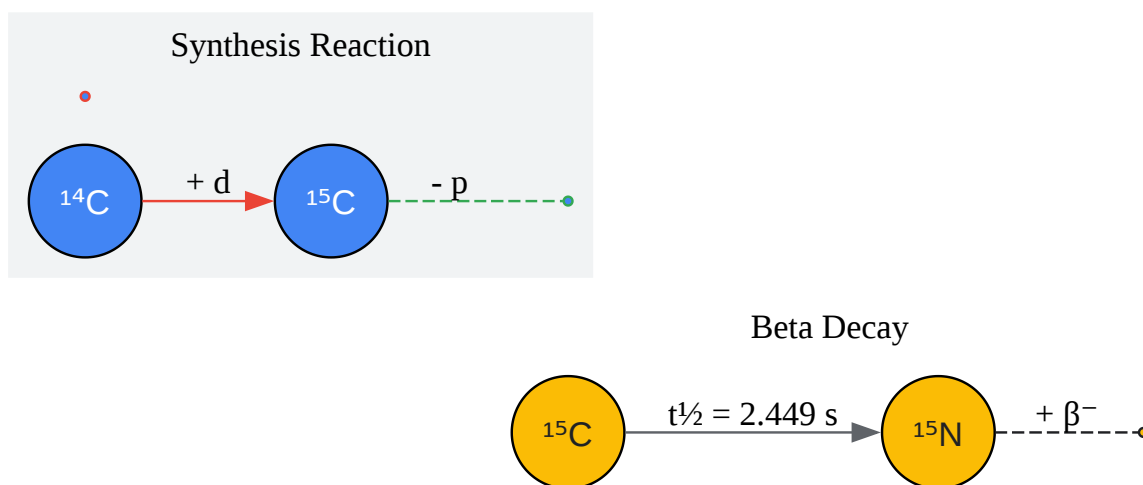 Synthesis Reaction
¹⁴C
+ d
¹⁵C
- p
Beta Decay
¹⁵C
t½ = 2.449 s
¹⁵N
+ β⁻